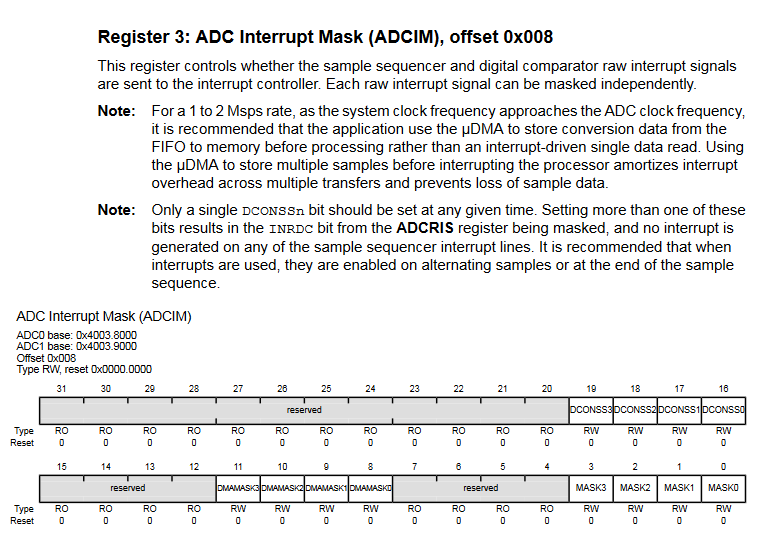 Register 3: ADC Interrupt Mask (ADCIM), offset 0x008
This register controls whether the sample sequencer and digital comparator raw interrupt signals
are sent to the interrupt controller. Each raw interrupt signal can be masked independently.
Note: For a 1 to 2 Msps rate, as the system clock frequency approaches the ADC clock frequency,
it is recommended that the application use the µDMA to store conversion data from the
FIFO to memory before processing rather than an interrupt-driven single data read. Using
the µDMA to store multiple samples before interrupting the processor amortizes interrupt
overhead across multiple transfers and prevents loss of sample data.
Note: Only a single DCONSSn bit should be set at any given time. Setting more than one of these
bits results in the INRDC bit from the ADCRIS register being masked, and no interrupt is
generated on any of the sample sequencer interrupt lines. It is recommended that when
interrupts are used, they are enabled on alternating samples or at the end of the sample
sequence.
ADC Interrupt Mask (ADCIM)
ADC0 base: 0x4003.8000
ADC1 base: 0x4003.9000
Offset 0x008
Type RW, reset 0x0000.0000
31 30 29 28 27 26 25 24 23 22 21 20 19 18 17 16
reserved DCONSS3 DCONSS2 DCONSS1 DCONSS0
Type RO RO RO RO RO RO RO RO RO RO RO RO RW RW RW RW
Reset 0 0 0 0 0 0 0 0 0 0 0 0 0 0 0 0
15 14 13 12 11 10 9 8 7 6 5 4 3 2 1 0
reserved DMAMASK3 DMAMASK2 DMAMASK1 DMAMASK0 reserved MASK3 MASK2 MASK1 MASK0
Type RO RO RO RO RW RW RW RW RO RO RO RO RW RW RW RW
Reset 0 0 0 0 0 0 0 0 0 0 0 0 0 0 0 0